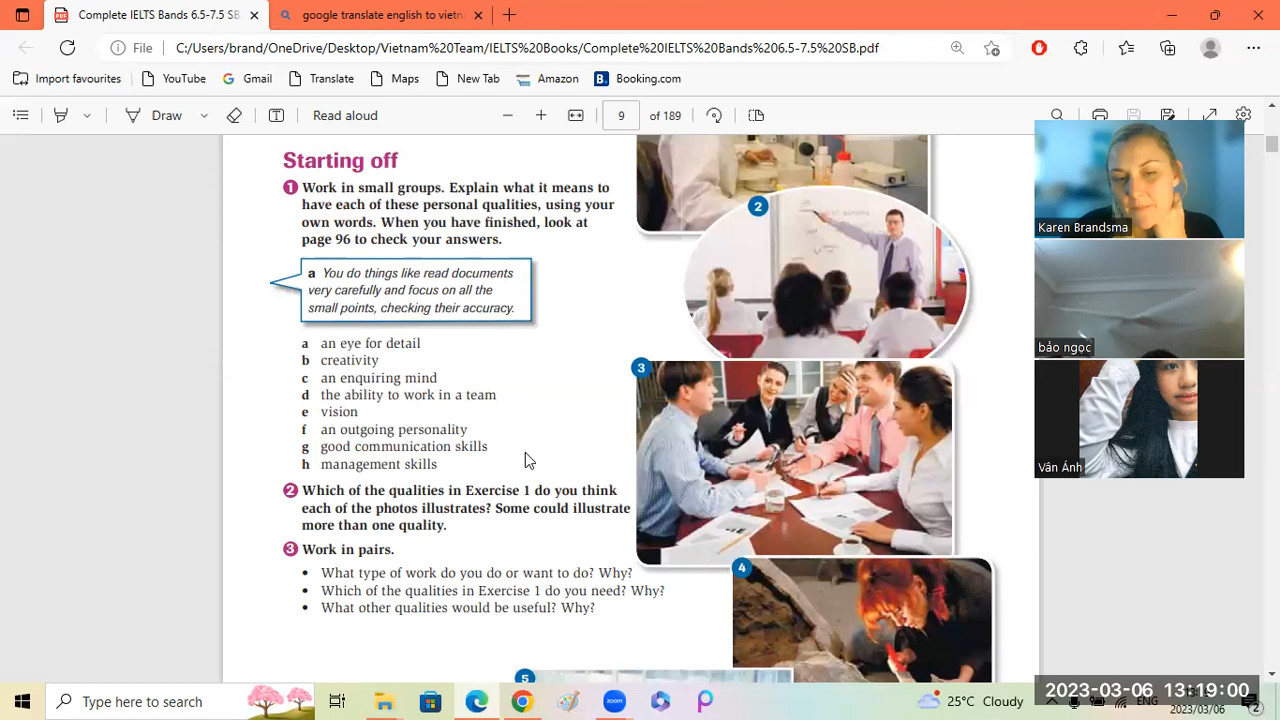 Complete IELTS Bands 6.5-7.5 SB.
google translate english to vietn
File
C:/Users/brand/OneDrive/Desktop/Vietnam%20Team/IELTS%20Books/Complete%20IELTS%20Bands%206.5-7.5%20SB.pdf
Import favourites
YouTube
Gmail
Translate
Maps
New Tab
Amazon
B. Booking.com
Draw
Read aloud
9 of 189
Starting off
1 Work in small groups. Explain what it means to
have each of these personal qualities, using your
own words. When you have finished, look at
page 96 to check your answers.
a You do things like read documents
very carefully and focus on all the
small points, checking their accuracy.
a an eye for detail
b creativity
c an enquiring mind
d the ability to work in a team
e vision
f an outgoing personality
g good communication skills
h management skills
2 Which of the qualities in Exercise 1 do you think
each of the photos illustrates? Some could illustrate
more than one quality.
3 Work in pairs.
• What type of work do you do or want to do? Why?
• Which of the qualities in Exercise 1 do you need? Why?
• What other qualities would be useful? Why?
2
3
4
5
Karen Brandsma
bảo ngọc
Vân Ánh
Type here to search
zoom
25°C Cloudy
ENG
2023-03-06 13:19:00
2023/03/06
2